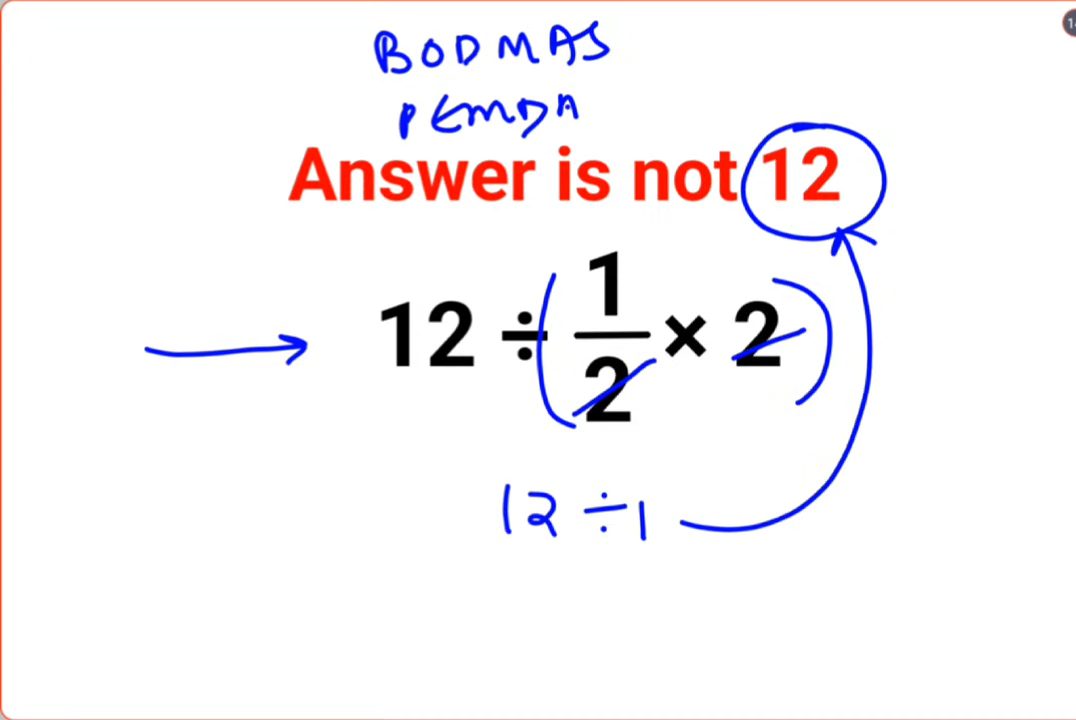 BODMAS
PEMDA
Answer is not 12
12 ÷ ( 1/2 × 2 )
12 ÷ 1